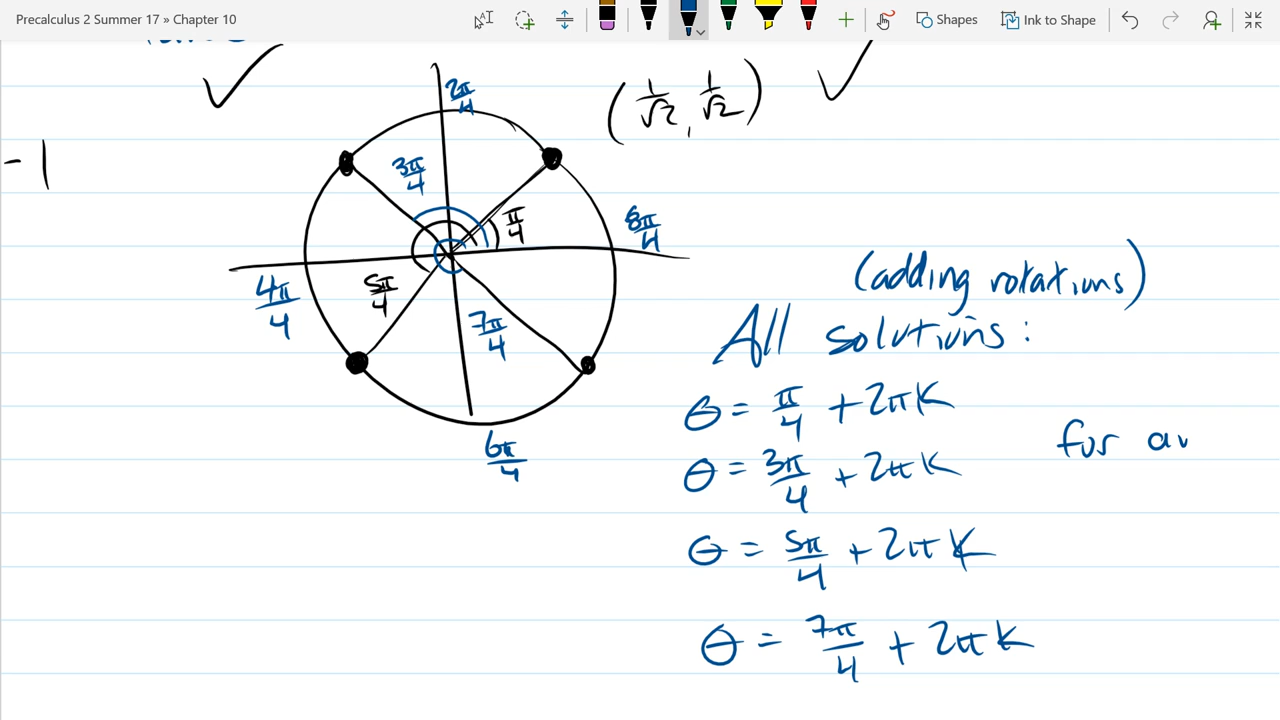 Precalculus 2 Summer 17 » Chapter 10
Shapes
Ink to Shape
2π/4
(1/√2, 1/√2)
-1
3π/4
π/4
8π/4
4π/4
5π/4
7π/4
6π/4
(adding rotations)
All solutions:
θ = π/4 + 2πK
θ = 3π/4 + 2πK
for
θ = 5π/4 + 2πK
θ = 7π/4 + 2πK